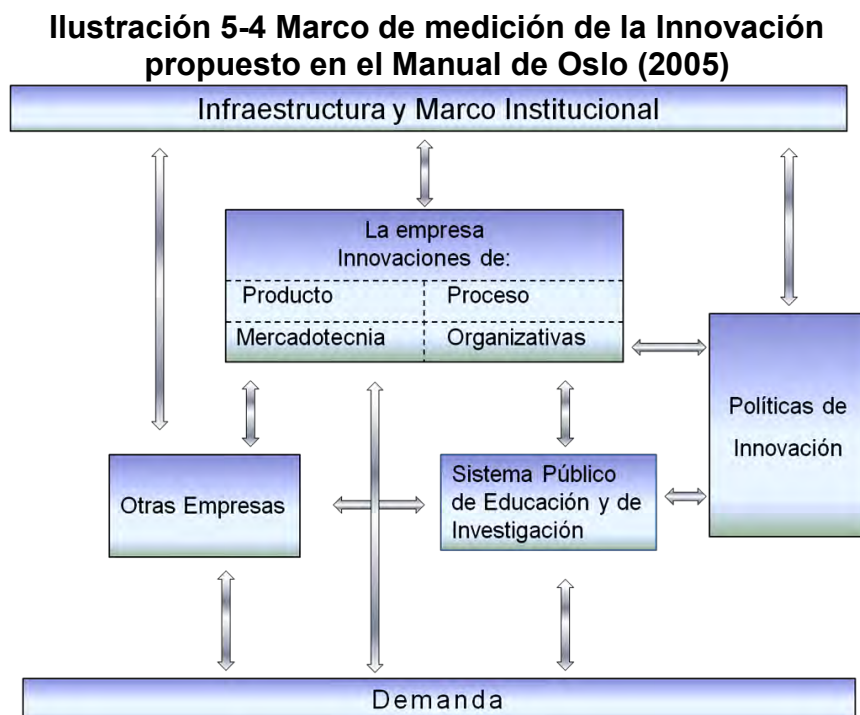 Ilustración 5-4 Marco de medición de la Innovación
propuesto en el Manual de Oslo (2005)
Infraestructura y Marco Institucional
La empresa
Innovaciones de:
Producto
Proceso
Mercadotecnia
Organizativas
Políticas de
Innovación
Otras Empresas
Sistema Público
de Educación y de
Investigación
Demanda